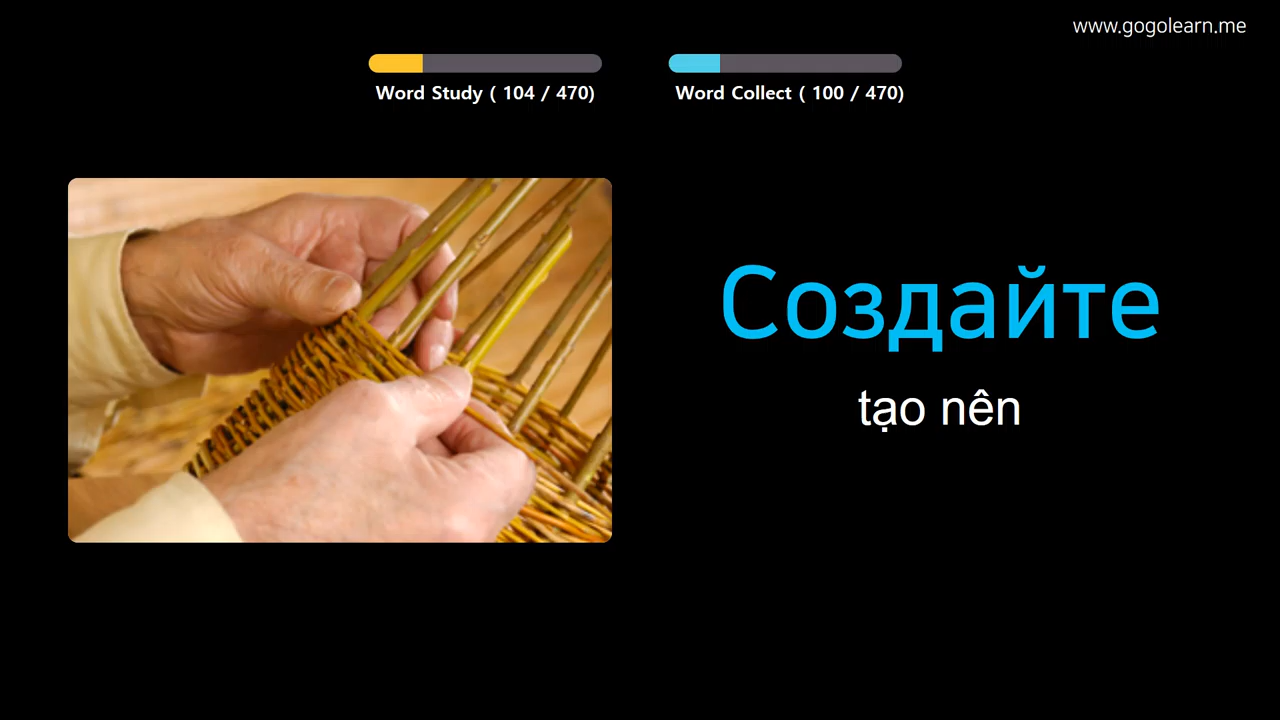 www.gogolearn.me
Word Study ( 104 / 470)
Word Collect ( 100 / 470)
Создайте
tạo nên